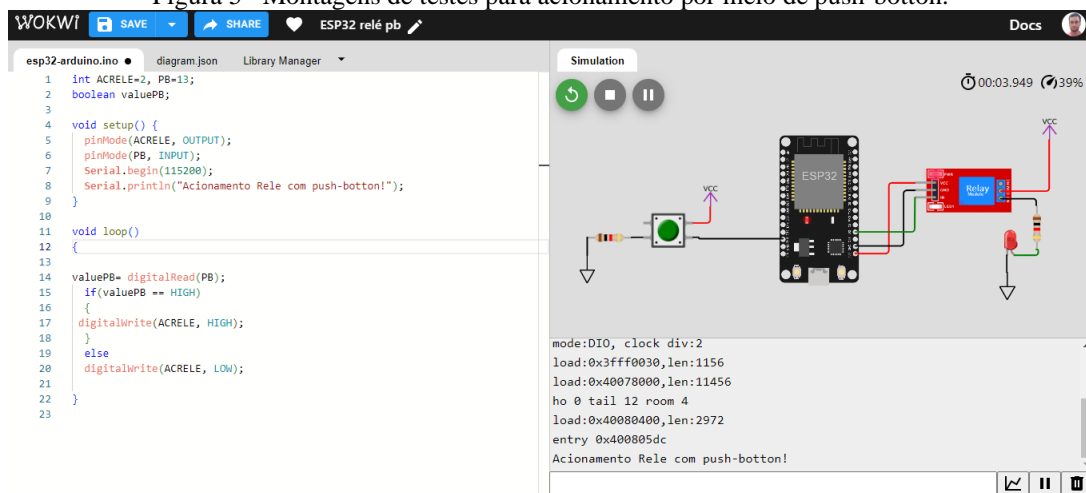 Figura 3 - Montagens de testes para acionamento por meio de push-botton.
WOKWI SAVE SHARE ESP32 relé pb Docs
esp32-arduino.ino ● diagram.json Library Manager
1 int ACRELE=2, PB=13;
2 boolean valuePB;
3
4 void setup() {
5 pinMode(ACRELE, OUTPUT);
6 pinMode(PB, INPUT);
7 Serial.begin(115200);
8 Serial.println("Acionamento Rele com push-botton!");
9 }
10
11 void loop()
12 {
13
14 valuePB= digitalRead(PB);
15 if(valuePB == HIGH)
16 {
17 digitalWrite(ACRELE, HIGH);
18 }
19 else
20 digitalWrite(ACRELE, LOW);
21
22 }
23
Simulation
00:03.949 39%
VCC
ESP32
VCC
PWR
VCC
GND
IN
LED1
Relay
Module
mode:DIO, clock div:2
load:0x3fff0030,len:1156
load:0x40078000,len:11456
ho 0 tail 12 room 4
load:0x40080400,len:2972
entry 0x400805dc
Acionamento Rele com push-botton!